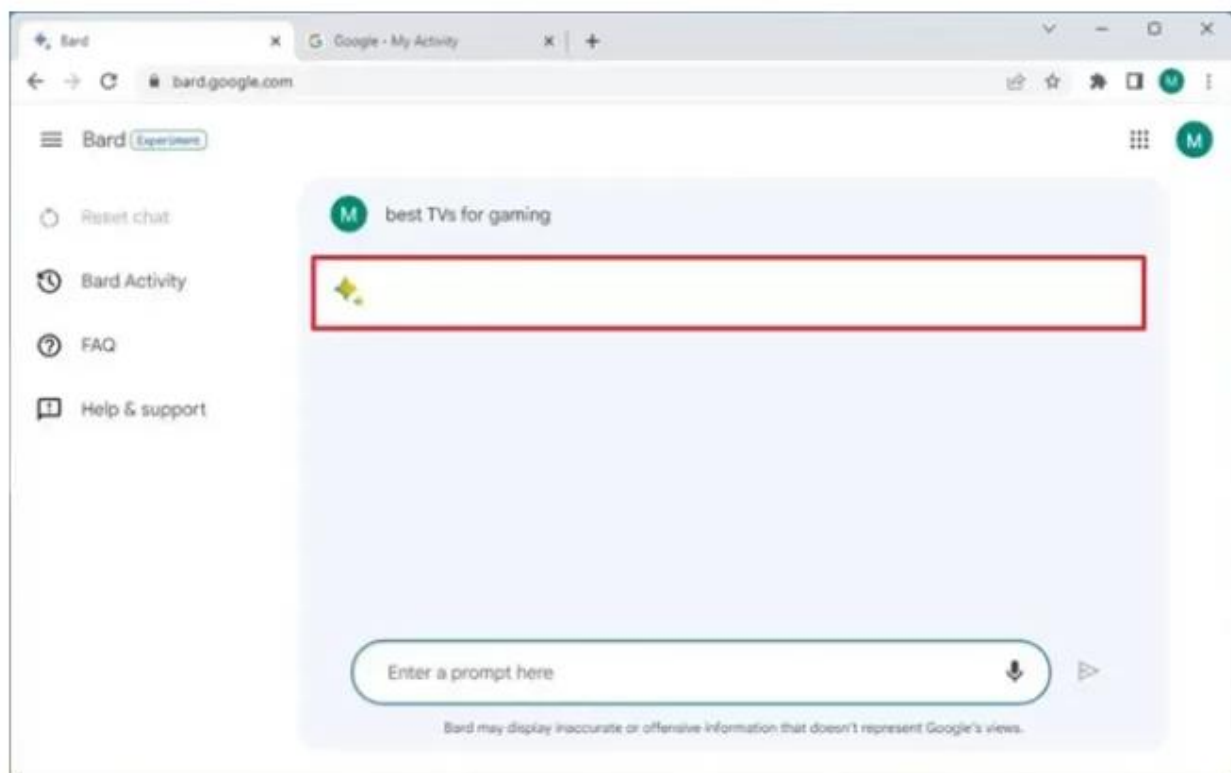 Bard
Google - My Activity
bard.google.com
M
Bard Experiment
M
Reset chat
Bard Activity
FAQ
Help & support
M best TVs for gaming
Enter a prompt here
Bard may display inaccurate or offensive information that doesn't represent Google's views.